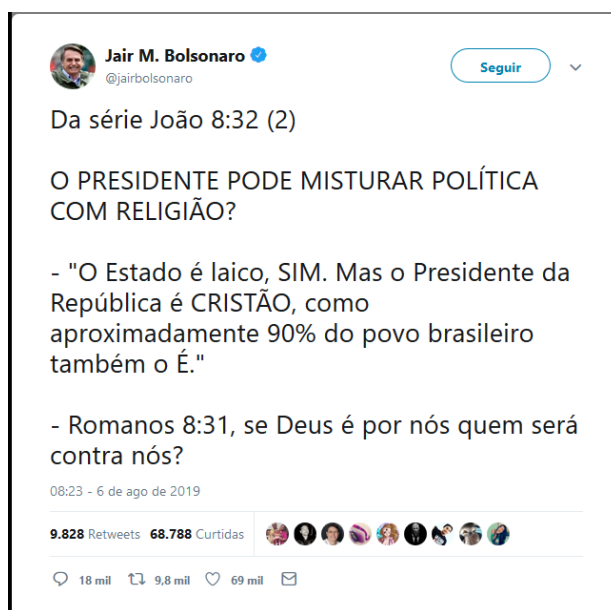 Jair M. Bolsonaro
@jairbolsonaro
Seguir
Da série João 8:32 (2)
O PRESIDENTE PODE MISTURAR POLÍTICA
COM RELIGIÃO?
- "O Estado é laico, SIM. Mas o Presidente da
República é CRISTÃO, como
aproximadamente 90% do povo brasileiro
também o É."
- Romanos 8:31, se Deus é por nós quem será
contra nós?
08:23 - 6 de ago de 2019
9.828 Retweets 68.788 Curtidas
18 mil 9,8 mil 69 mil